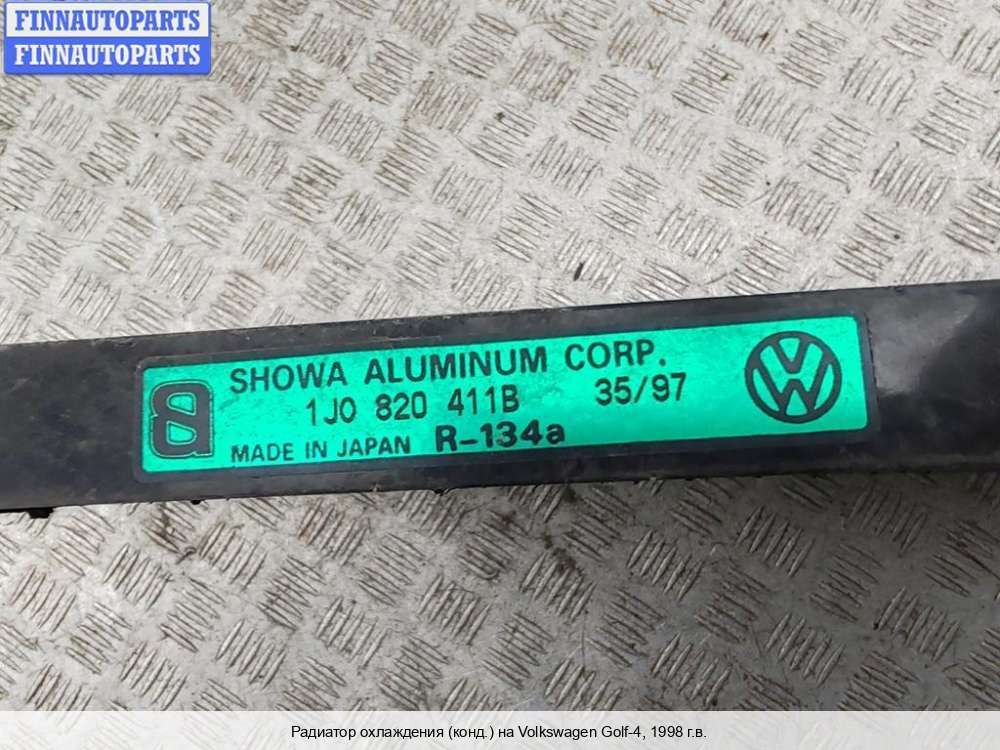 FINNAUTOPARTS
FINNAUTOPARTS
SHOWA ALUMINUM CORP.
1J0 820 411B 35/97
MADE IN JAPAN R-134a
Радиатор охлаждения (конд.) на Volkswagen Golf-4, 1998 г.в.